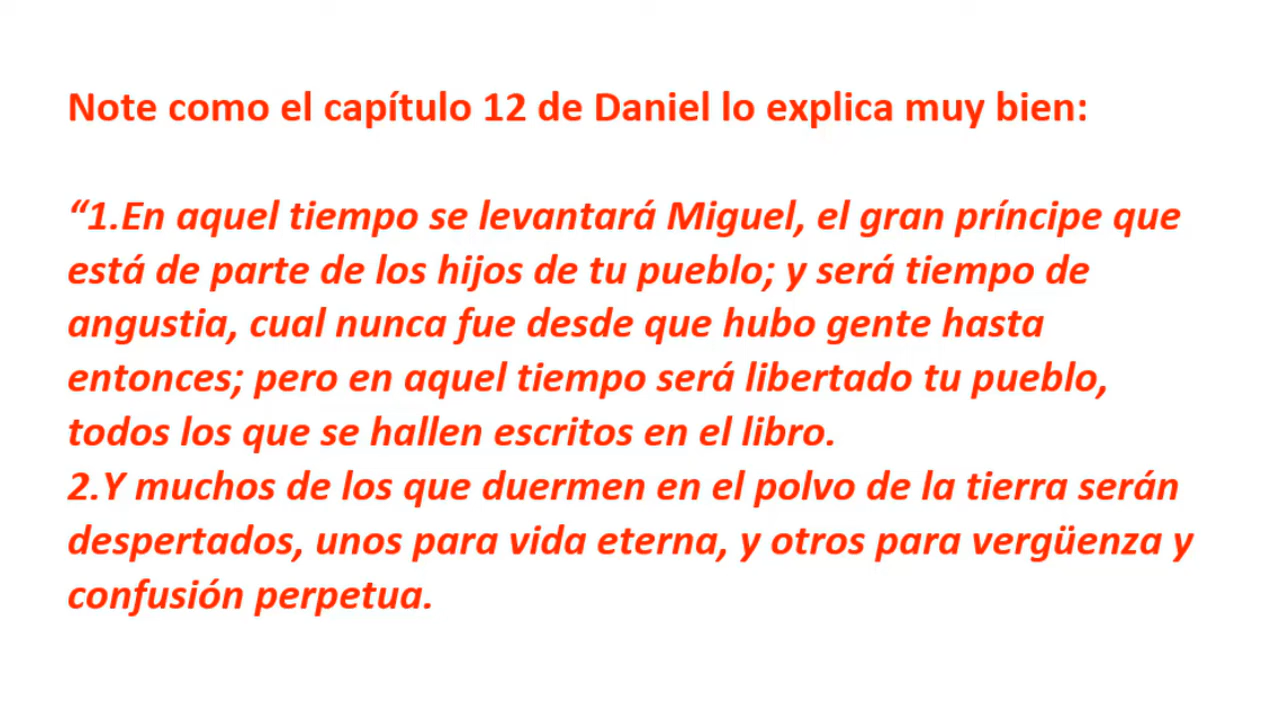 Note como el capítulo 12 de Daniel lo explica muy bien:
“1.En aquel tiempo se levantará Miguel, el gran príncipe que
está de parte de los hijos de tu pueblo; y será tiempo de
angustia, cual nunca fue desde que hubo gente hasta
entonces; pero en aquel tiempo será libertado tu pueblo,
todos los que se hallen escritos en el libro.
2.Y muchos de los que duermen en el polvo de la tierra serán
despertados, unos para vida eterna, y otros para vergüenza y
confusión perpetua.